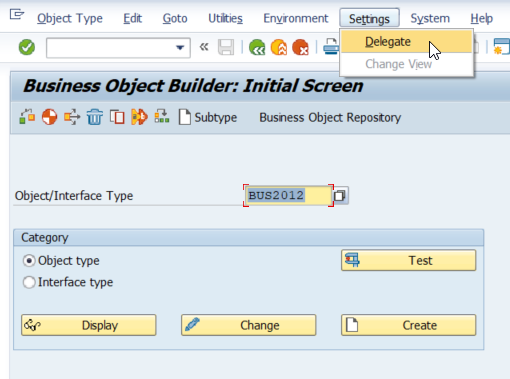 Object Type Edit Goto Utilities Environment Settings System Help
Delegate
Change View
Business Object Builder: Initial Screen
Subtype Business Object Repository
Object/Interface Type BUS2012
Category
Object type Test
Interface type
Display Change Create